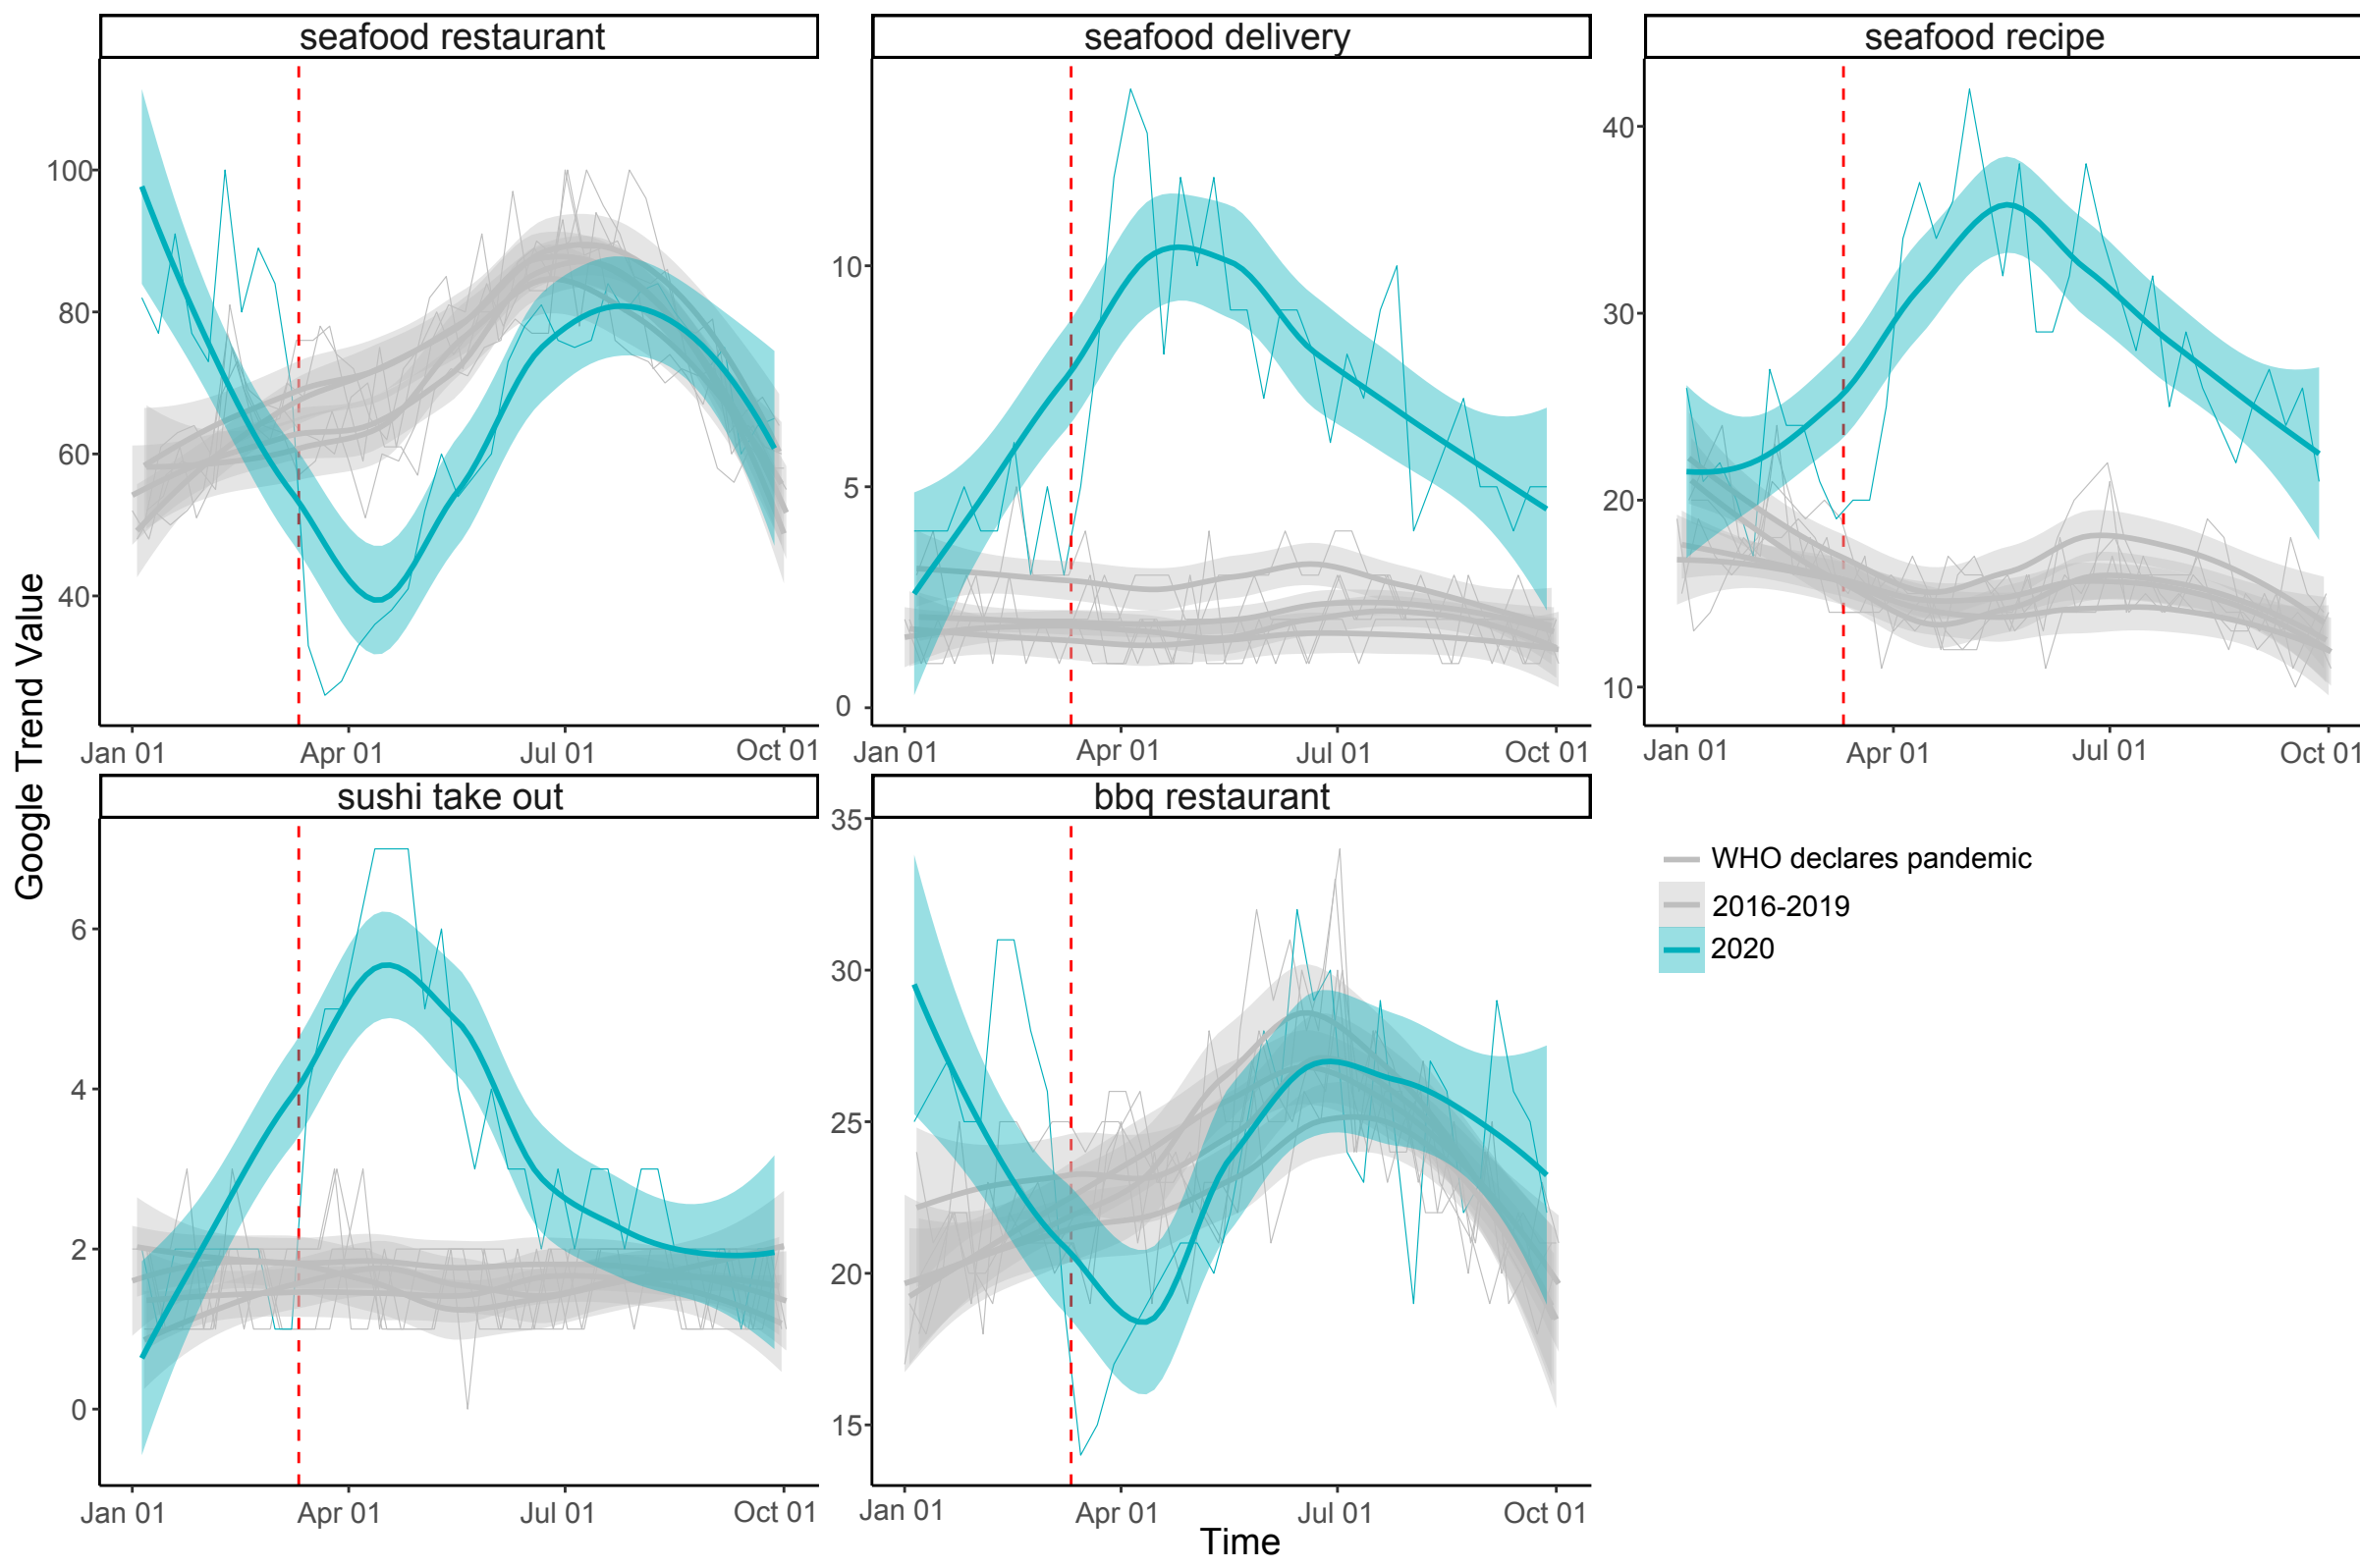 seafood restaurant
seafood delivery
seafood recipe
100
80
60
40
10
5
0
40
30
20
10
Jan 01
Apr 01
Jul 01
Oct 01
Jan 01
Apr 01
Jul 01
Oct 01
Jan 01
Apr 01
Jul 01
Oct 01
Google Trend Value
sushi take out
bbq restaurant
6
4
2
0
35
30
25
20
15
WHO declares pandemic
2016-2019
2020
Jan 01
Apr 01
Jul 01
Oct 01
Jan 01
Apr 01
Jul 01
Oct 01
Time